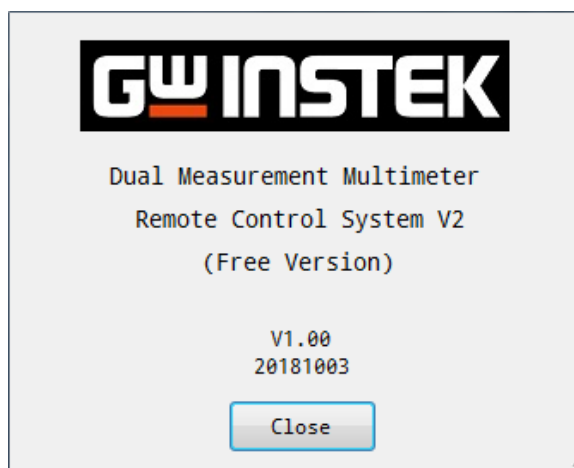 GW INSTEK
Dual Measurement Multimeter
Remote Control System V2
(Free Version)
V1.00
20181003
Close